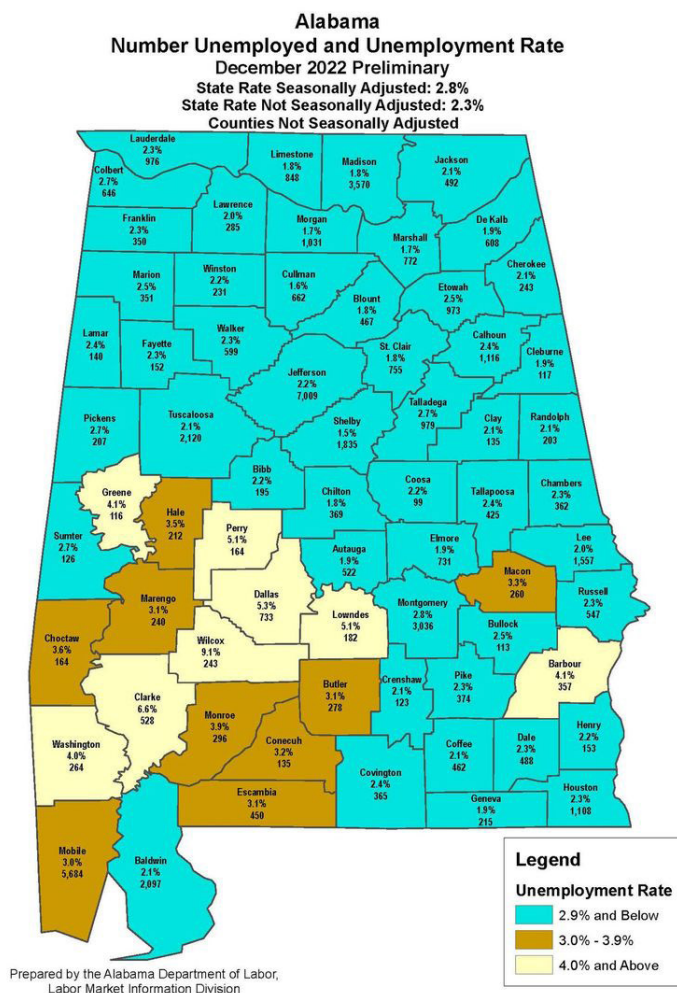 Alabama
Number Unemployed and Unemployment Rate
December 2022 Preliminary
State Rate Seasonally Adjusted: 2.8%
State Rate Not Seasonally Adjusted: 2.3%
Counties Not Seasonally Adjusted
Lauderdale
2.3%
976
Limestone
1.8%
848
Madison
1.8%
3,570
Jackson
2.1%
492
Colbert
2.7%
646
Lawrence
2.0%
285
Franklin
2.3%
350
Morgan
1.7%
1,031
Marshall
1.7%
772
De Kalb
1.9%
608
Cherokee
2.1%
243
Marion
2.5%
351
Winston
2.2%
231
Cullman
1.6%
662
Blount
1.8%
467
Etowah
2.5%
973
Lamar
2.4%
140
Fayette
2.3%
152
Walker
2.3%
599
Jefferson
2.2%
7,009
St. Clair
1.8%
755
Calhoun
2.4%
1,116
Cleburne
1.9%
117
Pickens
2.7%
207
Tuscaloosa
2.1%
2,120
Shelby
1.5%
1,835
Talladega
2.7%
979
Clay
2.1%
135
Randolph
2.1%
203
Greene
4.1%
116
Hale
3.5%
212
Bibb
2.2%
195
Chilton
1.8%
369
Coosa
2.2%
99
Tallapoosa
2.4%
425
Chambers
2.3%
362
Sumter
2.7%
126
Perry
5.1%
164
Autauga
1.9%
522
Elmore
1.9%
731
Lee
2.0%
1,557
Macon
3.3%
260
Russell
2.3%
547
Marengo
3.1%
240
Dallas
5.3%
733
Lowndes
5.1%
182
Montgomery
2.8%
3,036
Bullock
2.5%
113
Choctaw
3.6%
164
Wilcox
9.1%
243
Butler
3.1%
278
Crenshaw
2.1%
123
Pike
2.3%
374
Barbour
4.1%
357
Clarke
6.6%
528
Monroe
3.9%
296
Conecuh
3.2%
135
Washington
4.0%
264
Escambia
3.1%
450
Covington
2.4%
365
Coffee
2.1%
462
Dale
2.3%
488
Henry
2.2%
153
Geneva
1.9%
215
Houston
2.3%
1,108
Mobile
3.0%
5,684
Baldwin
2.1%
2,097
Legend
Unemployment Rate
2.9% and Below
3.0% - 3.9%
4.0% and Above
Prepared by the Alabama Department of Labor,
Labor Market Information Division